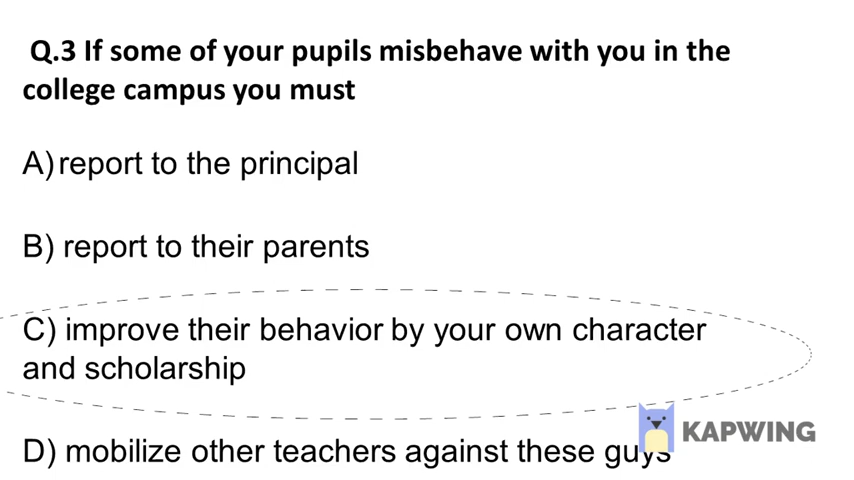 Q.3 If some of your pupils misbehave with you in the
college campus you must
A) report to the principal
B) report to their parents
C) improve their behavior by your own character
and scholarship
D) mobilize other teachers against these guys
KAPWING